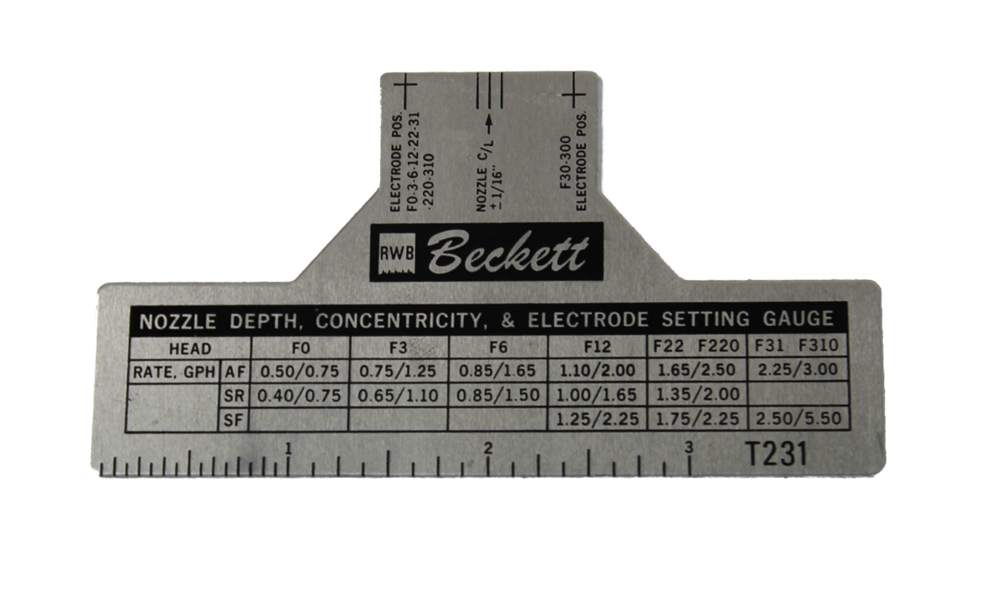 ELECTRODE POS.
F0-3-6-12-22-31
-220-310
NOZZLE C/L
± 1/16"
F30-300
ELECTRODE POS.
RWB Beckett
NOZZLE DEPTH, CONCENTRICITY, & ELECTRODE SETTING GAUGE
HEAD F0 F3 F6 F12 F22 F220 F31 F310
RATE, GPH AF 0.50/0.75 0.75/1.25 0.85/1.65 1.10/2.00 1.65/2.50 2.25/3.00
SR 0.40/0.75 0.65/1.10 0.85/1.50 1.00/1.65 1.35/2.00
SF 1.25/2.25 1.75/2.25 2.50/5.50
1 2 3 T231